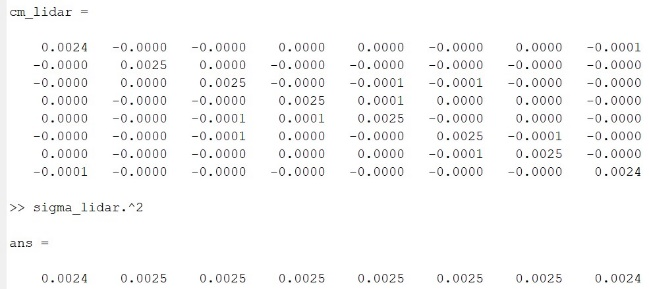 cm_lidar =
0.0024 -0.0000 -0.0000 0.0000 0.0000 -0.0000 0.0000 -0.0001
-0.0000 0.0025 0.0000 -0.0000 -0.0000 -0.0000 -0.0000 -0.0000
-0.0000 0.0000 0.0025 -0.0000 -0.0001 -0.0001 -0.0000 -0.0000
0.0000 -0.0000 -0.0000 0.0025 0.0001 0.0000 0.0000 -0.0000
0.0000 -0.0000 -0.0001 0.0001 0.0025 -0.0000 0.0000 -0.0000
-0.0000 -0.0000 -0.0001 0.0000 -0.0000 0.0025 -0.0001 -0.0000
0.0000 -0.0000 -0.0000 0.0000 0.0000 -0.0001 0.0025 -0.0000
-0.0001 -0.0000 -0.0000 -0.0000 -0.0000 -0.0000 -0.0000 0.0024
>> sigma_lidar.^2
ans =
0.0024 0.0025 0.0025 0.0025 0.0025 0.0025 0.0025 0.0024